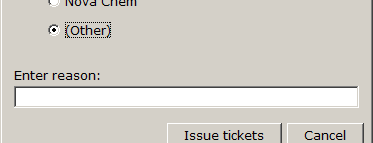 Nova Chem
(Other)
Enter reason:
Issue tickets
Cancel